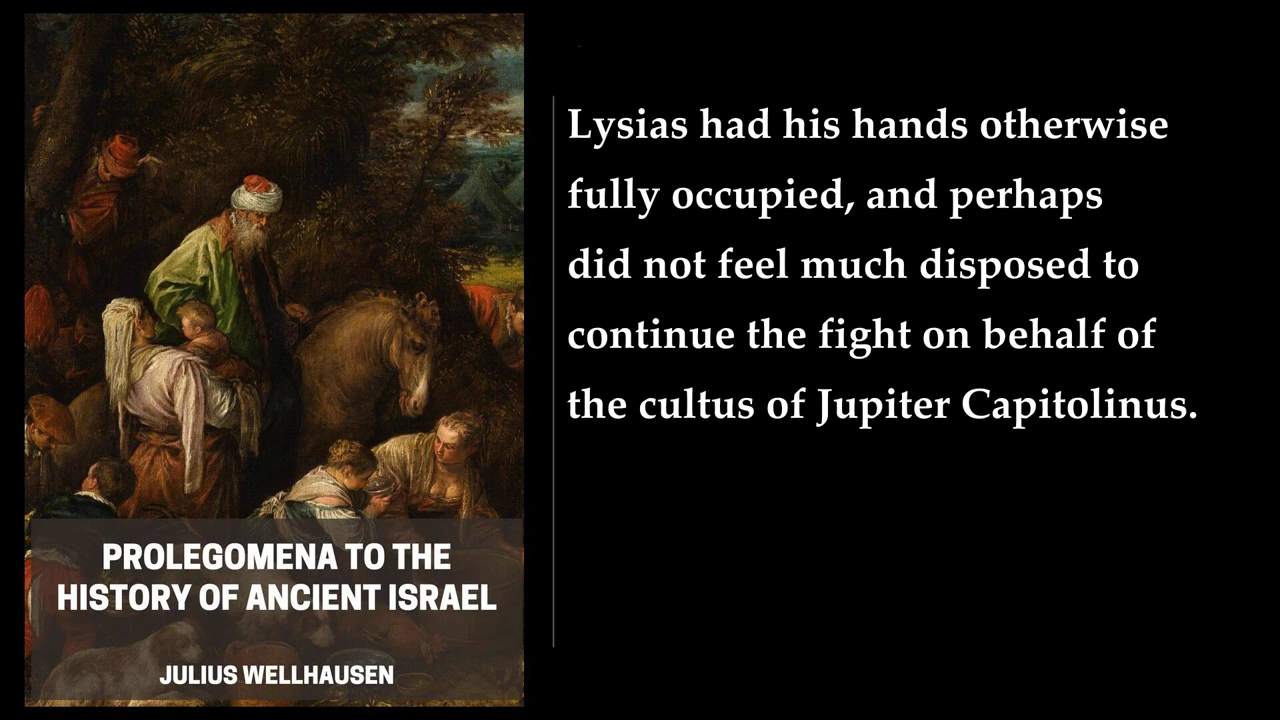 Lysias had his hands otherwise
fully occupied, and perhaps
did not feel much disposed to
continue the fight on behalf of
the cultus of Jupiter Capitolinus.
PROLEGOMENA TO THE
HISTORY OF ANCIENT ISRAEL
JULIUS WELLHAUSEN